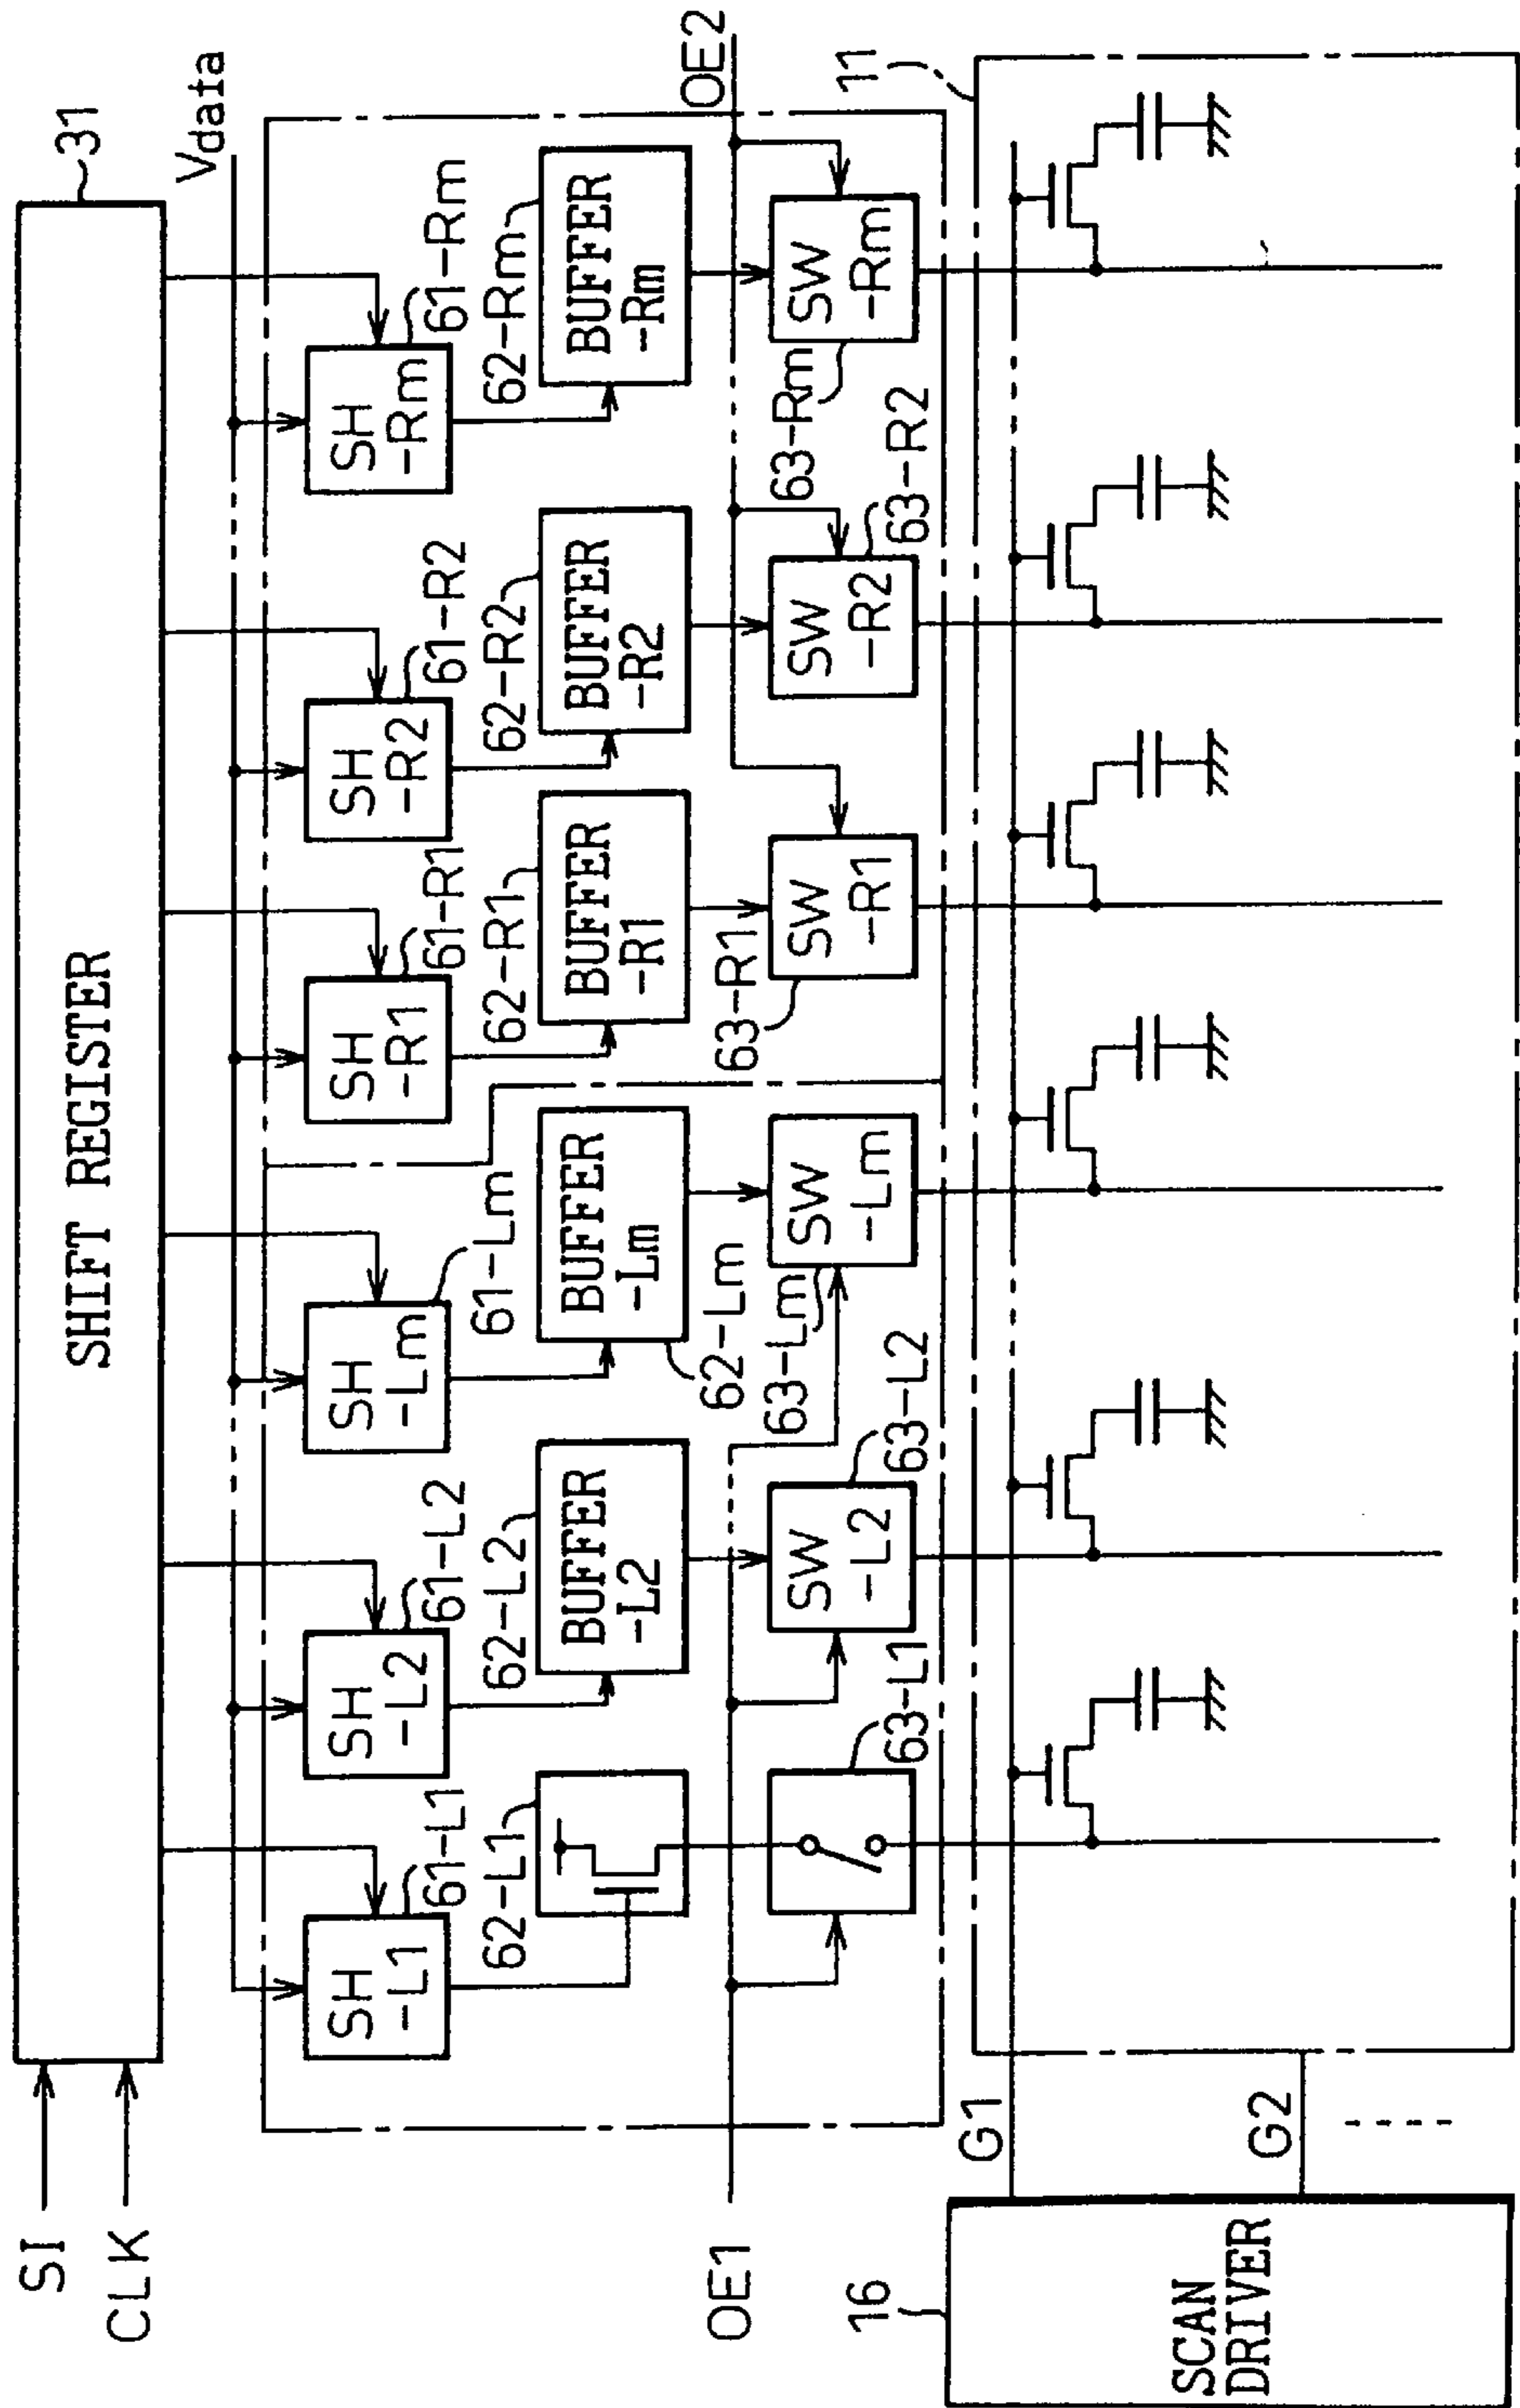 SI
CLK
SHIFT REGISTER
31
Vdata
SH
-L1
61-L1
SH
-L2
61-L2
SH
-Lm
61-Lm
SH
-R1
61-R1
SH
-R2
61-R2
SH
-Rm
61-Rm
62-L1
62-L2
BUFFER
-L2
BUFFER
-Lm
62-Lm
62-R1
BUFFER
-R1
62-R2
BUFFER
-R2
62-Rm
BUFFER
-Rm
OE1
OE2
63-L1
SW
-L2
63-L2
63-Lm
SW
-Lm
63-R1
SW
-R1
SW
-R2
63-R2
63-Rm
SW
-Rm
11
16
SCAN
DRIVER
G1
G2